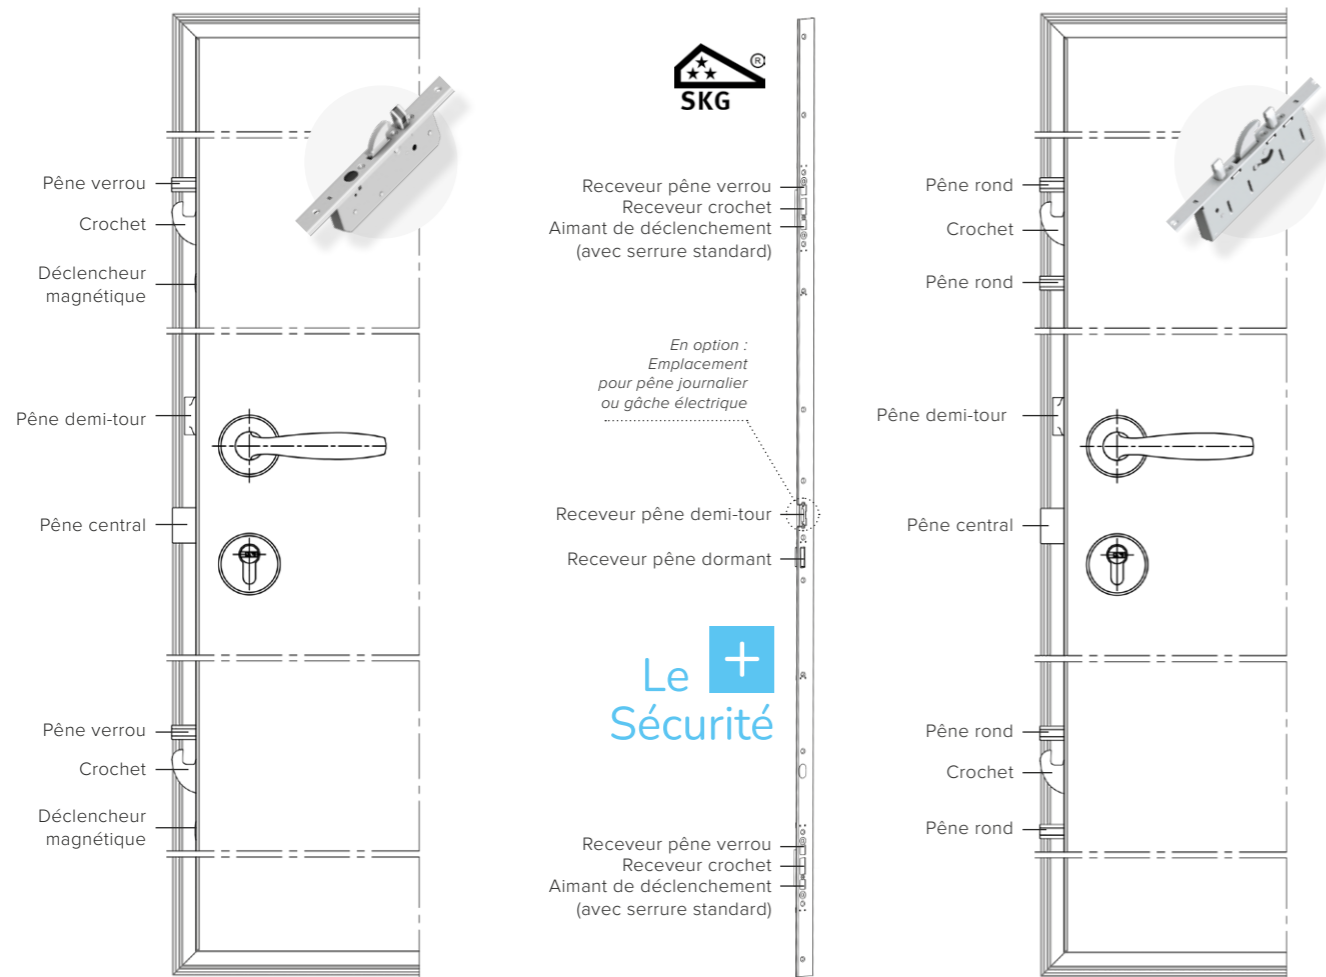 Pêne verrou
Crochet
Déclencheur
magnétique
Pêne demi-tour
Pêne central
Pêne verrou
Crochet
Déclencheur
magnétique
®
SKG
Receveur pêne verrou
Receveur crochet
Aimant de déclenchement
(avec serrure standard)
En option :
Emplacement
pour pêne journalier
ou gâche électrique
Receveur pêne demi-tour
Receveur pêne dormant
Le +
Sécurité
Receveur pêne verrou
Receveur crochet
Aimant de déclenchement
(avec serrure standard)
Pêne rond
Crochet
Pêne rond
Pêne demi-tour
Pêne central
Pêne rond
Crochet
Pêne rond